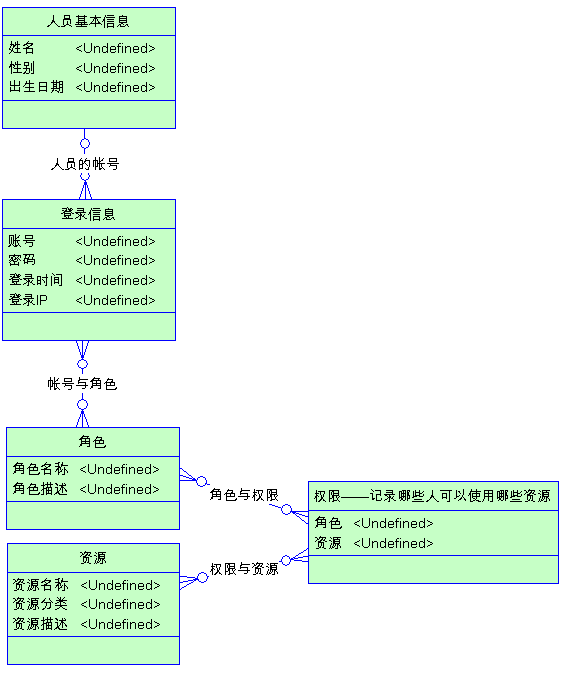 人员基本信息
姓名 <Undefined>
性别 <Undefined>
出生日期 <Undefined>
人员的帐号
登录信息
账号 <Undefined>
密码 <Undefined>
登录时间 <Undefined>
登录IP <Undefined>
帐号与角色
角色
角色名称 <Undefined>
角色描述 <Undefined>
角色与权限
权限——记录哪些人可以使用哪些资源
角色 <Undefined>
资源 <Undefined>
权限与资源
资源
资源名称 <Undefined>
资源分类 <Undefined>
资源描述 <Undefined>